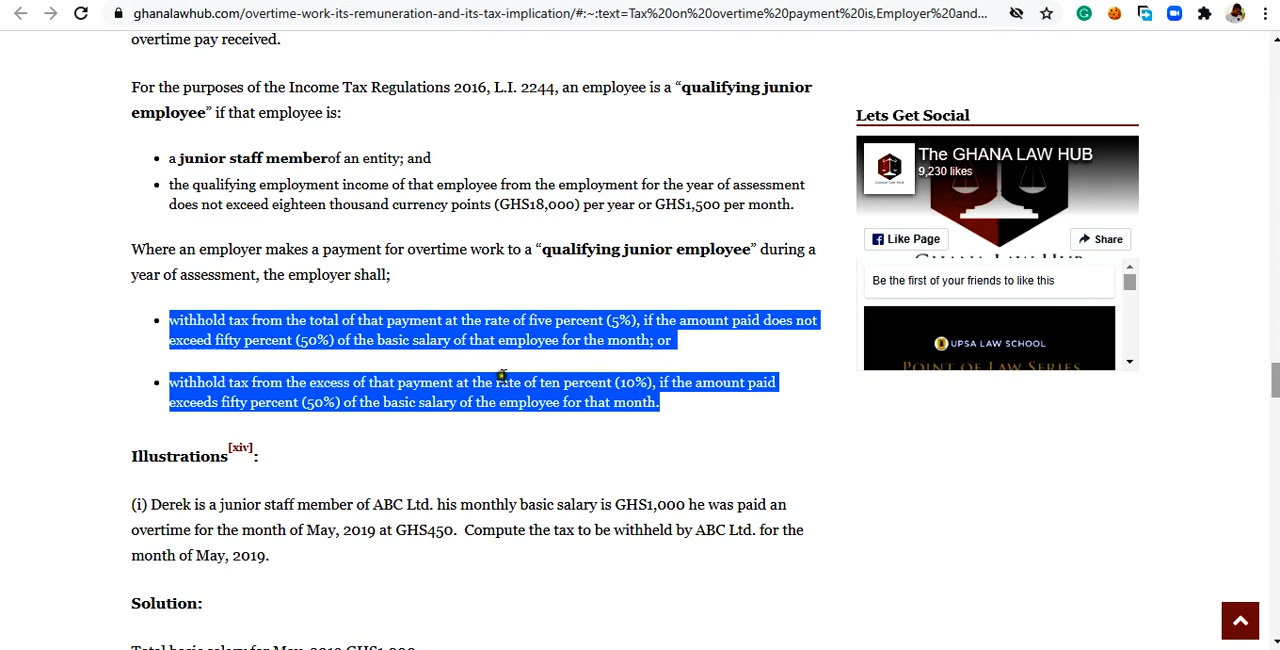 ghanalawhub.com/overtime-work-its-remuneration-and-its-tax-implication/#:~:text=Tax%20on%20overtime%20payment%20is,Employer%20and...
overtime pay received.
For the purposes of the Income Tax Regulations 2016, L.I. 2244, an employee is a “qualifying junior
employee” if that employee is:
• a junior staff memberof an entity; and
• the qualifying employment income of that employee from the employment for the year of assessment
does not exceed eighteen thousand currency points (GHS18,000) per year or GHS1,500 per month.
Where an employer makes a payment for overtime work to a “qualifying junior employee” during a
year of assessment, the employer shall;
• withhold tax from the total of that payment at the rate of five percent (5%), if the amount paid does not
exceed fifty percent (50%) of the basic salary of that employee for the month; or
• withhold tax from the excess of that payment at the rate of ten percent (10%), if the amount paid
exceeds fifty percent (50%) of the basic salary of the employee for that month.
Illustrations[xiv]:
(i) Derek is a junior staff member of ABC Ltd. his monthly basic salary is GHS1,000 he was paid an
overtime for the month of May, 2019 at GHS450.  Compute the tax to be withheld by ABC Ltd. for the
month of May, 2019.
Solution:
Total basic salary for May, 2019 GHS1,000
Lets Get Social
The GHANA LAW HUB
9,230 likes
Like Page
Share
Be the first of your friends to like this
UPSA LAW SCHOOL
POINT OF LAW SERIES